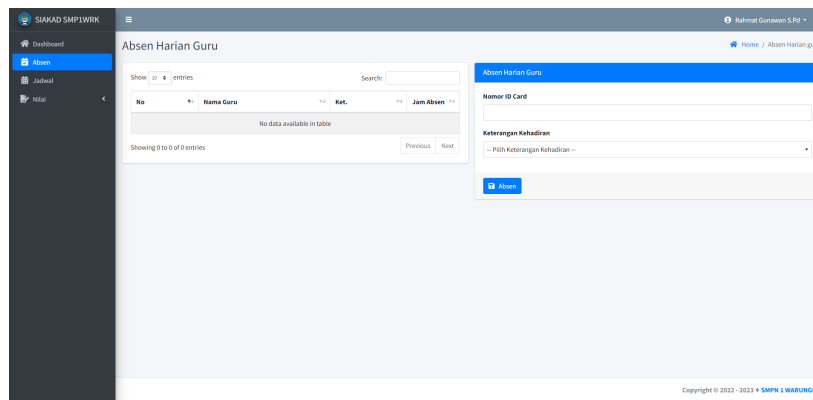 SIAKAD SMP1WRK
Rahmat Gunawan S.Pd
Dashboard
Absen
Jadwal
Nilai
Absen Harian Guru
Home / Absen Harian
Show 10 entries
Search:
No Nama Guru Ket. Jam Absen
No data available in table
Showing 0 to 0 of 0 entries
Previous Next
Absen Harian Guru
Nomor ID Card
Keterangan Kehadiran
-- Pilih Keterangan Kehadiran --
Absen
Copyright © 2022 - 2023 ♦ SMPN 1